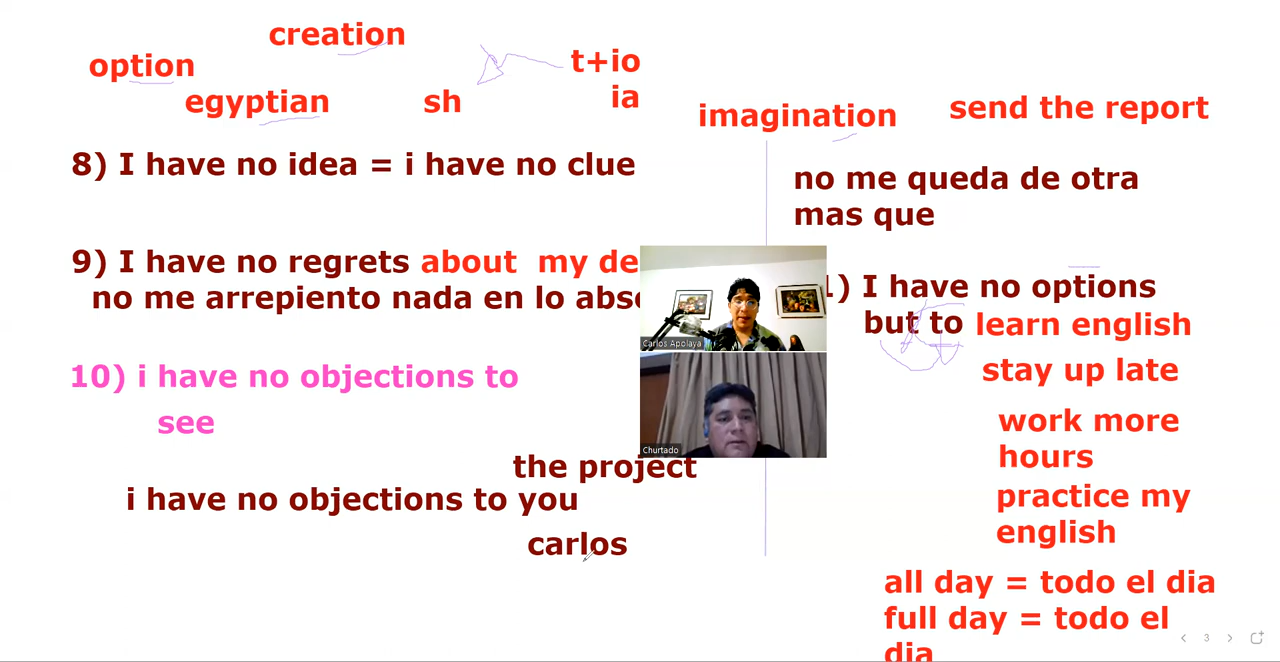 creation
option
t+io
egyptian
sh
ia
imagination
send the report
8) I have no idea = i have no clue
no me queda de otra
mas que
9) I have no regrets about my
no me arrepiento nada en lo
Carlos Apolaya
1) I have no options
but to learn english
stay up late
10) i have no objections to
see
work more
hours
Churtado
the project
i have no objections to you
carlos
practice my
english
all day = todo el dia
full day = todo el
dia
3